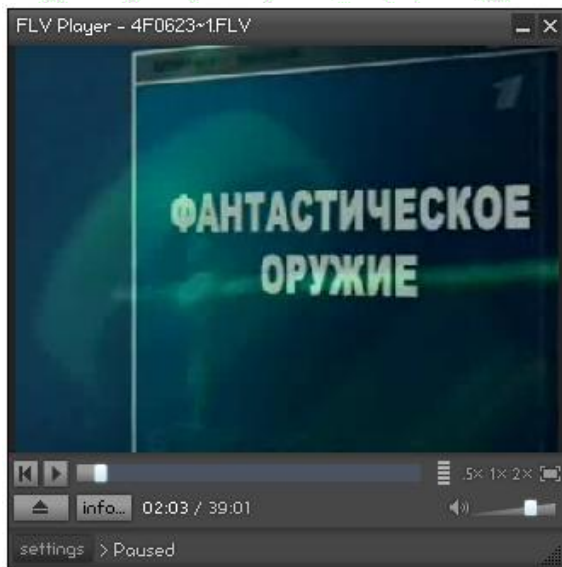 FLV Player - 4F0623~1.FLV
ФАНТАСТИЧЕСКОЕ
ОРУЖИЕ
.5× 1× 2×
info... 02:03 / 39:01
settings > Paused